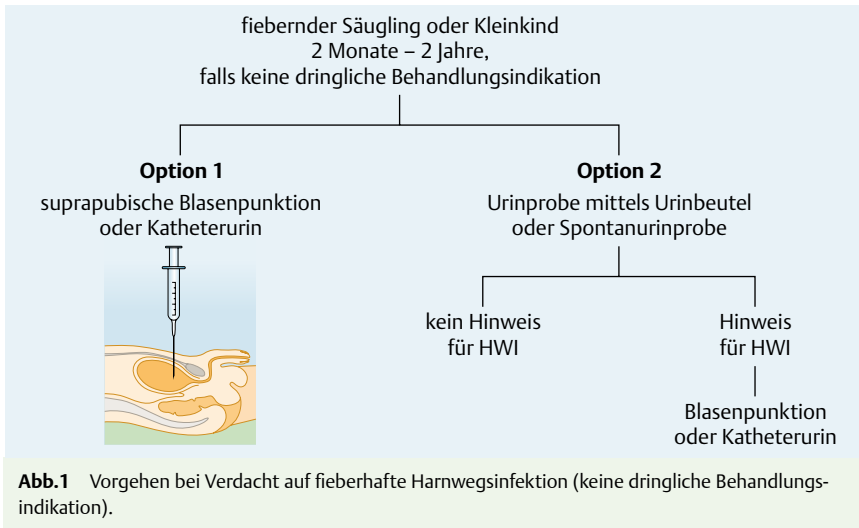 fiebernder Säugling oder Kleinkind
2 Monate – 2 Jahre,
falls keine dringliche Behandlungsindikation
Option 1
suprapubische Blasenpunktion
oder Katheterurin
Option 2
Urinprobe mittels Urinbeutel
oder Spontanurinprobe
kein Hinweis
für HWI
Hinweis
für HWI
Blasenpunktion
oder Katheterurin
Abb.1 Vorgehen bei Verdacht auf fieberhafte Harnwegsinfektion (keine dringliche Behandlungs-
indikation).